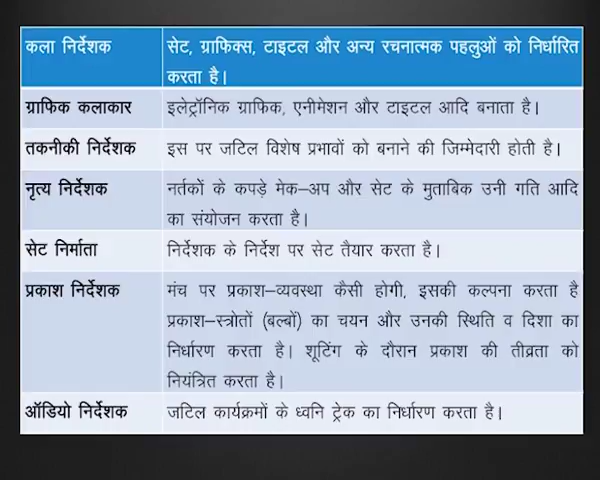 कला निर्देशक
सेट, ग्राफिक्स, टाइटल और अन्य रचनात्मक पहलुओं को निर्धारित
करता है।
ग्राफिक कलाकार
इलेट्रॉनिक ग्राफिक, एनीमेशन और टाइटल आदि बनाता है।
तकनीकी निर्देशक
इस पर जटिल विशेष प्रभावों को बनाने की जिम्मेदारी होती है।
नृत्य निर्देशक
नर्तकों के कपड़े मेक–अप और सेट के मुताबिक उनी गति आदि
का संयोजन करता है।
सेट निर्माता
निर्देशक के निर्देश पर सेट तैयार करता है।
प्रकाश निर्देशक
मंच पर प्रकाश–व्यवस्था कैसी होगी, इसकी कल्पना करता है
प्रकाश–स्त्रोतों (बल्बों) का चयन और उनकी स्थिति व दिशा का
निर्धारण करता है। शूटिंग के दौरान प्रकाश की तीव्रता को
नियंत्रित करता है।
ऑडियो निर्देशक
जटिल कार्यक्रमों के ध्वनि ट्रेक का निर्धारण करता है।